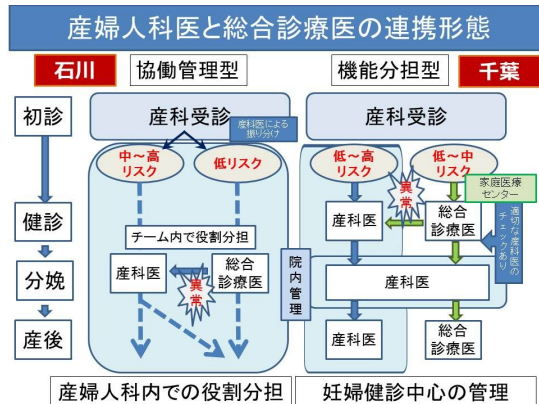 産婦人科医と総合診療医の連携形態
石川
協働管理型
機能分担型
千葉
初診
健診
分娩
産後
産科受診
産科医による
振り分け
中～高
リスク
低リスク
チーム内で役割分担
産科医
異常
総合
診療医
産婦人科内での役割分担
産科受診
低～高
リスク
低～中
リスク
異常
家庭医療
センター
産科医
総合
診療医
適切な産科医の
チェックあり
院内管理
産科医
産科医
総合
診療医
妊婦健診中心の管理